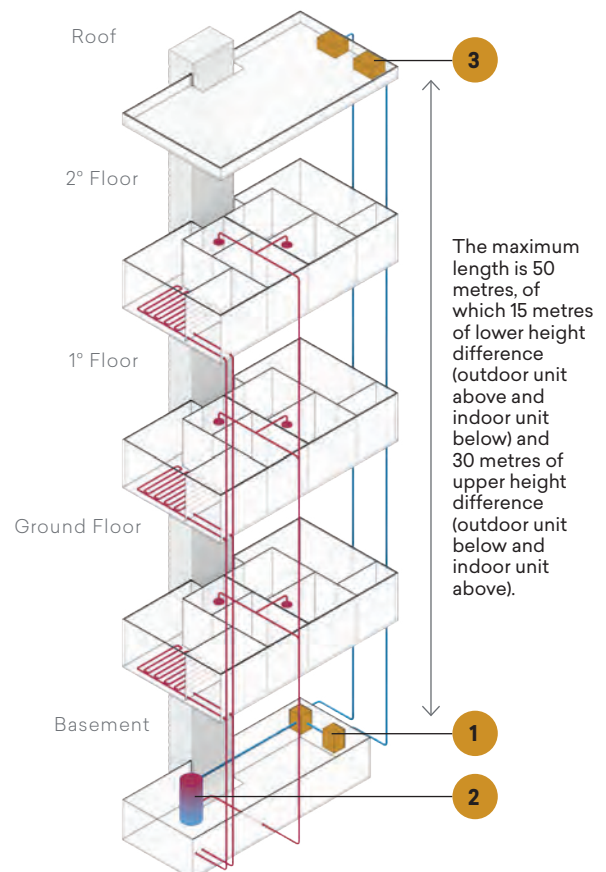 Roof
3
2° Floor
The maximum
length is 50
metres, of
which 15 metres
of lower height
difference
(outdoor unit
above and
indoor unit
below) and
30 metres of
upper height
difference
(outdoor unit
below and
indoor unit
above).
1° Floor
Ground Floor
Basement
1
2